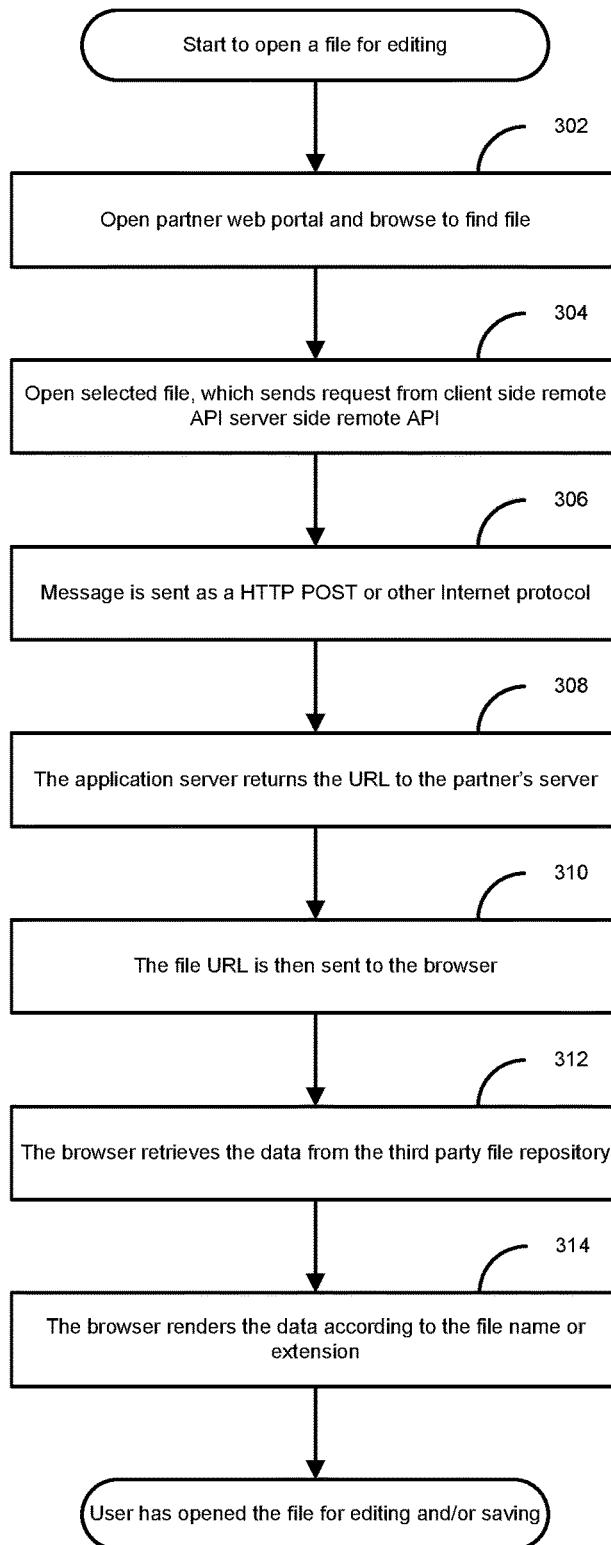 Start to open a file for editing
302
Open partner web portal and browse to find file
304
Open selected file, which sends request from client side remote
API server side remote API
306
Message is sent as a HTTP POST or other Internet protocol
308
The application server returns the URL to the partner's server
310
The file URL is then sent to the browser
312
The browser retrieves the data from the third party file repository
314
The browser renders the data according to the file name or
extension
User has opened the file for editing and/or saving